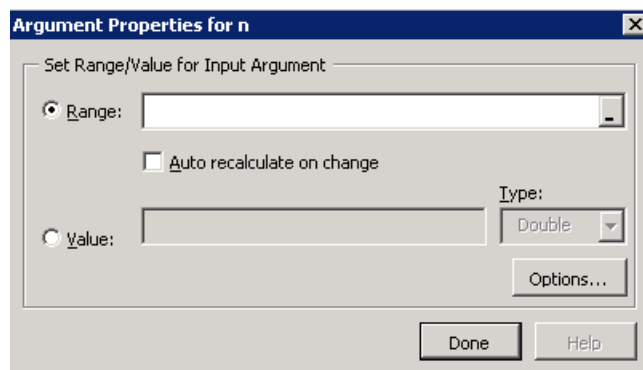 Argument Properties for n
Set Range/Value for Input Argument
Range:
Auto recalculate on change
Type:
Value:
Double
Options...
Done
Help